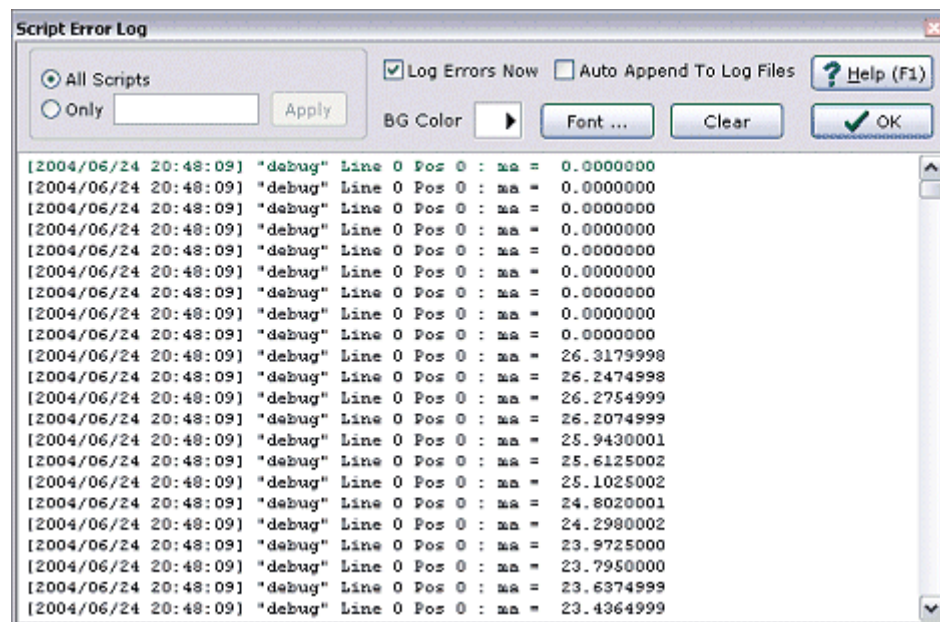 Script Error Log
All Scripts
Only
Apply
Log Errors Now
Auto Append To Log Files
? Help (F1)
BG Color
Font ...
Clear
OK
[2004/06/24 20:48:09] "debug" Line 0 Pos 0 : ma = 0.0000000
[2004/06/24 20:48:09] "debug" Line 0 Pos 0 : ma = 0.0000000
[2004/06/24 20:48:09] "debug" Line 0 Pos 0 : ma = 0.0000000
[2004/06/24 20:48:09] "debug" Line 0 Pos 0 : ma = 0.0000000
[2004/06/24 20:48:09] "debug" Line 0 Pos 0 : ma = 0.0000000
[2004/06/24 20:48:09] "debug" Line 0 Pos 0 : ma = 0.0000000
[2004/06/24 20:48:09] "debug" Line 0 Pos 0 : ma = 0.0000000
[2004/06/24 20:48:09] "debug" Line 0 Pos 0 : ma = 0.0000000
[2004/06/24 20:48:09] "debug" Line 0 Pos 0 : ma = 0.0000000
[2004/06/24 20:48:09] "debug" Line 0 Pos 0 : ma = 26.3179998
[2004/06/24 20:48:09] "debug" Line 0 Pos 0 : ma = 26.2474998
[2004/06/24 20:48:09] "debug" Line 0 Pos 0 : ma = 26.2754999
[2004/06/24 20:48:09] "debug" Line 0 Pos 0 : ma = 26.2074999
[2004/06/24 20:48:09] "debug" Line 0 Pos 0 : ma = 25.9430001
[2004/06/24 20:48:09] "debug" Line 0 Pos 0 : ma = 25.6125002
[2004/06/24 20:48:09] "debug" Line 0 Pos 0 : ma = 25.1025002
[2004/06/24 20:48:09] "debug" Line 0 Pos 0 : ma = 24.8020001
[2004/06/24 20:48:09] "debug" Line 0 Pos 0 : ma = 24.2980002
[2004/06/24 20:48:09] "debug" Line 0 Pos 0 : ma = 23.9725000
[2004/06/24 20:48:09] "debug" Line 0 Pos 0 : ma = 23.7950000
[2004/06/24 20:48:09] "debug" Line 0 Pos 0 : ma = 23.6374999
[2004/06/24 20:48:09] "debug" Line 0 Pos 0 : ma = 23.4364999